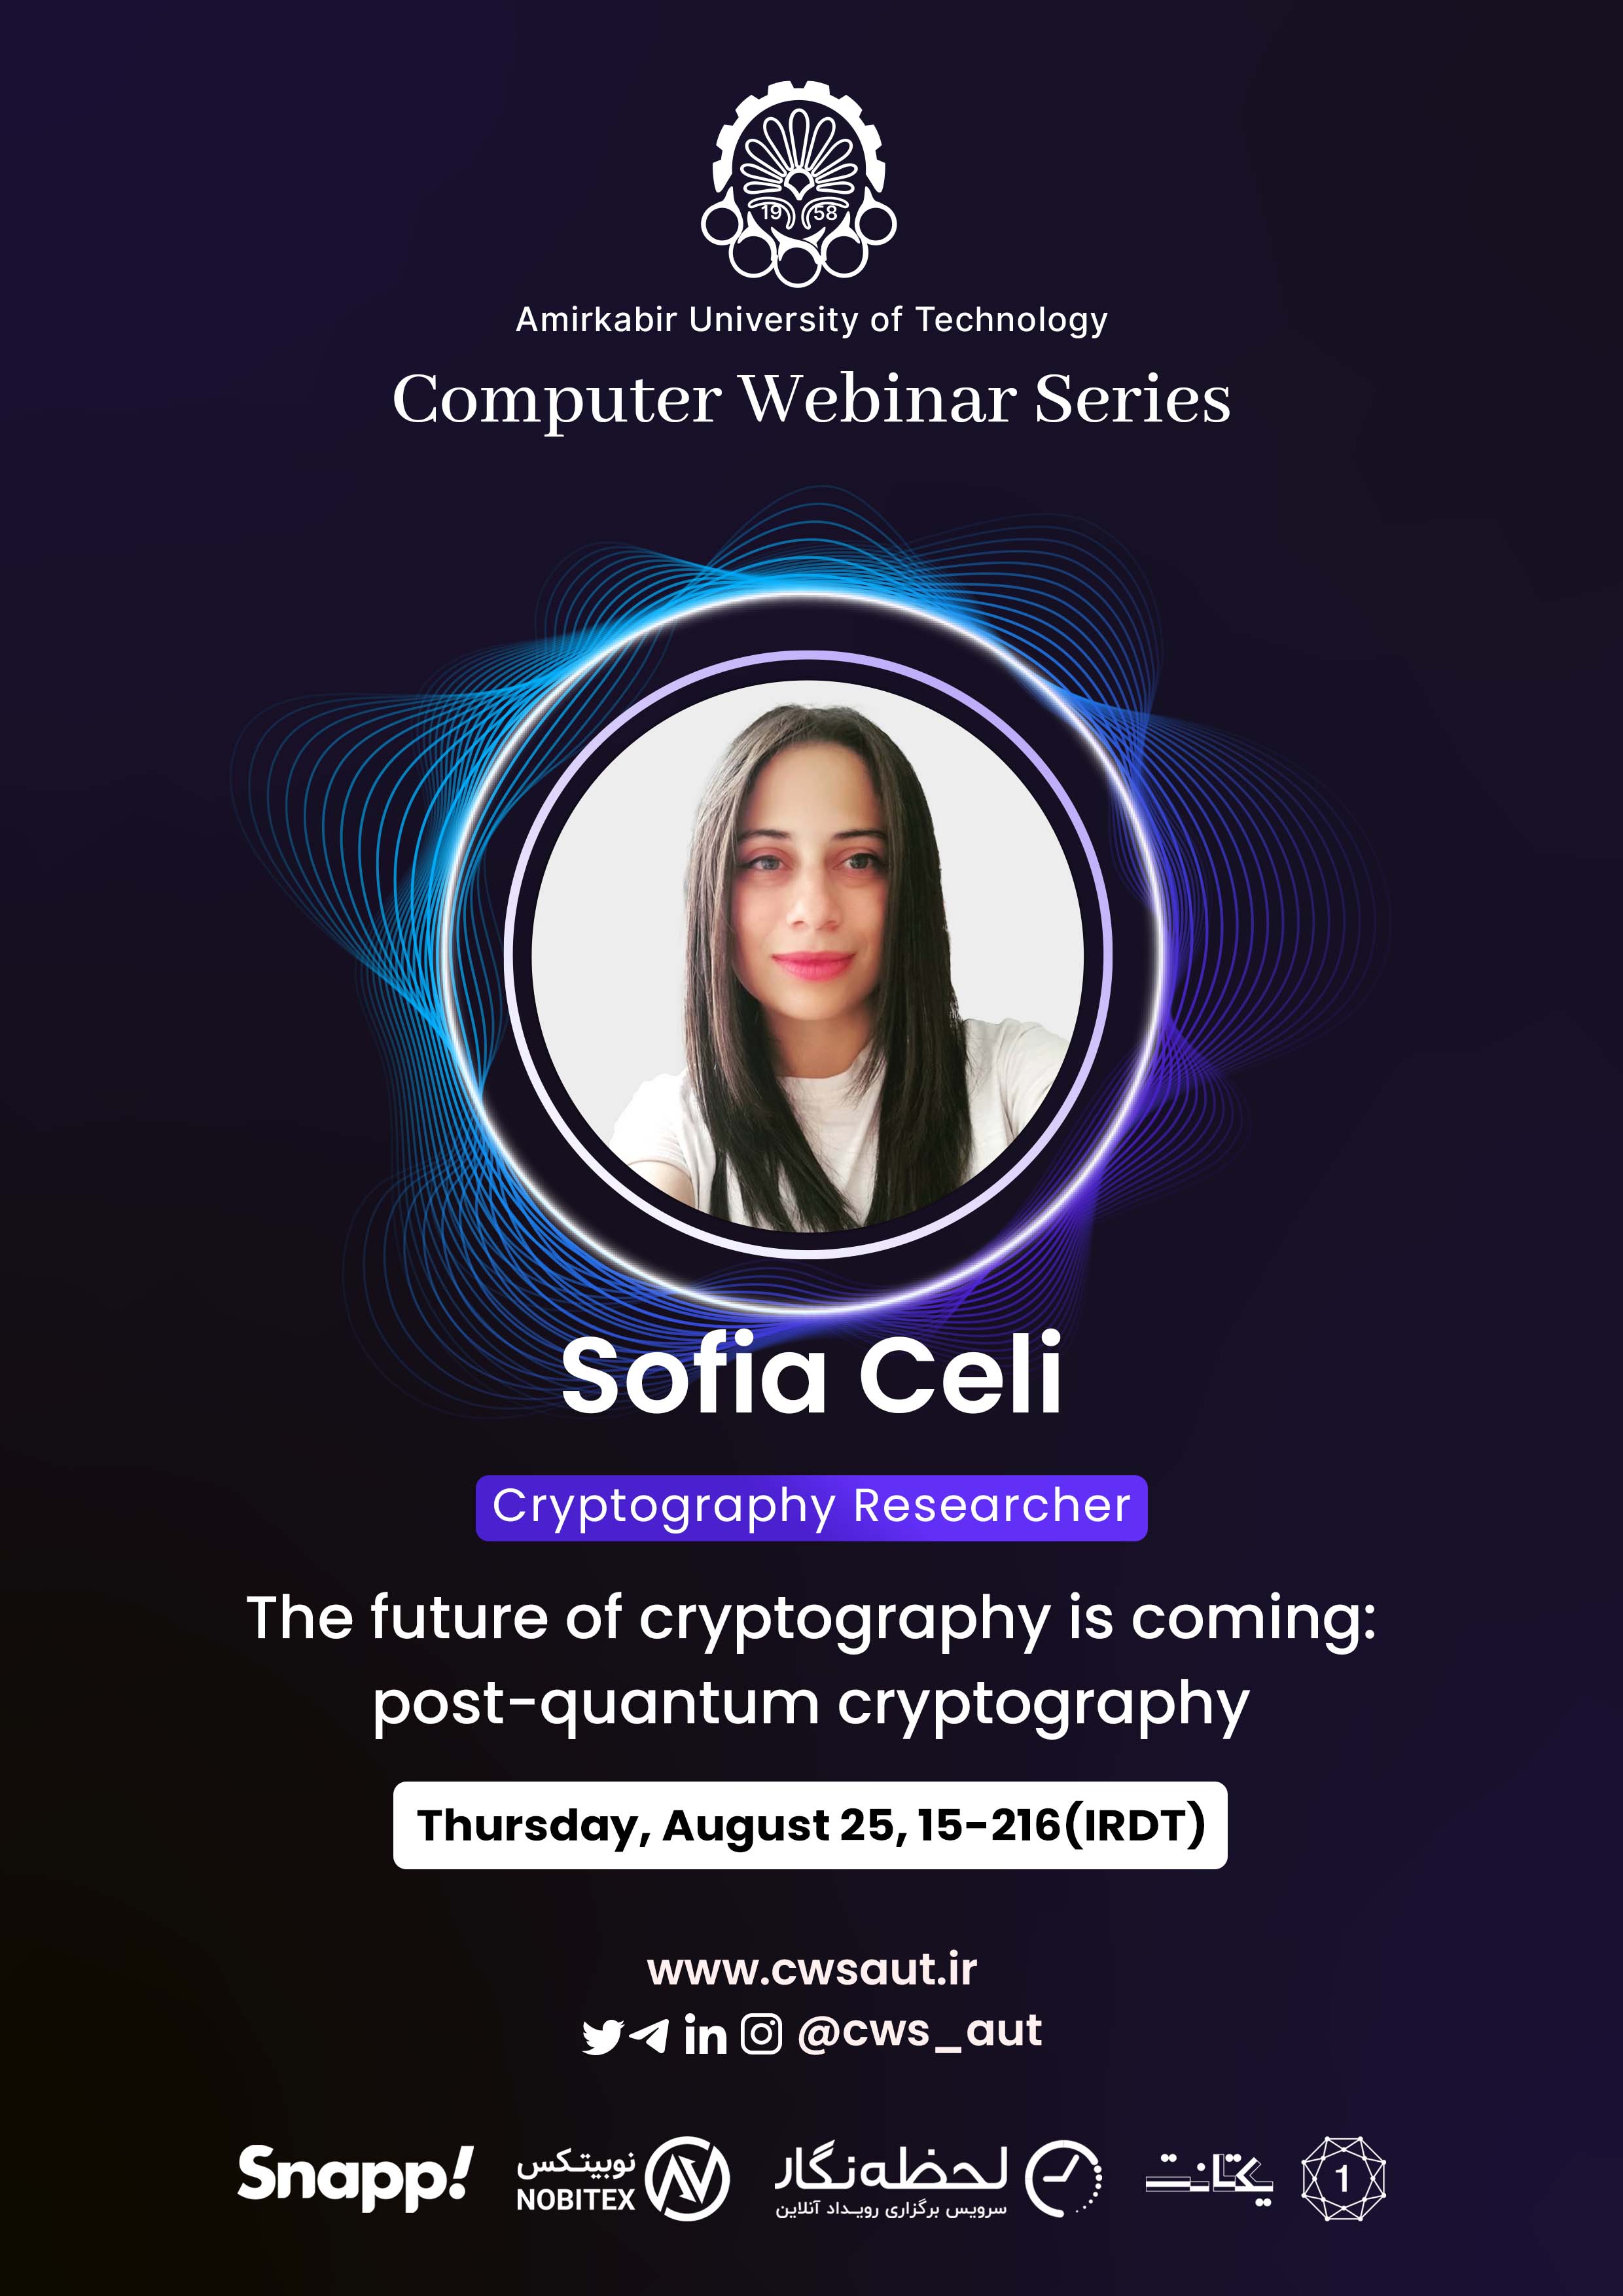 19 58
Amirkabir University of Technology
Computer Webinar Series
Sofia Celi
Cryptography Researcher
The future of cryptography is coming:
post-quantum cryptography
Thursday, August 25, 15-216(IRDT)
www.cwsaut.ir
in @cws_aut
Snapp!
نوبیتکس
NOBITEX
لحظه‌نگار
سرویس برگزاری رویداد آنلاین
یکتانت
1